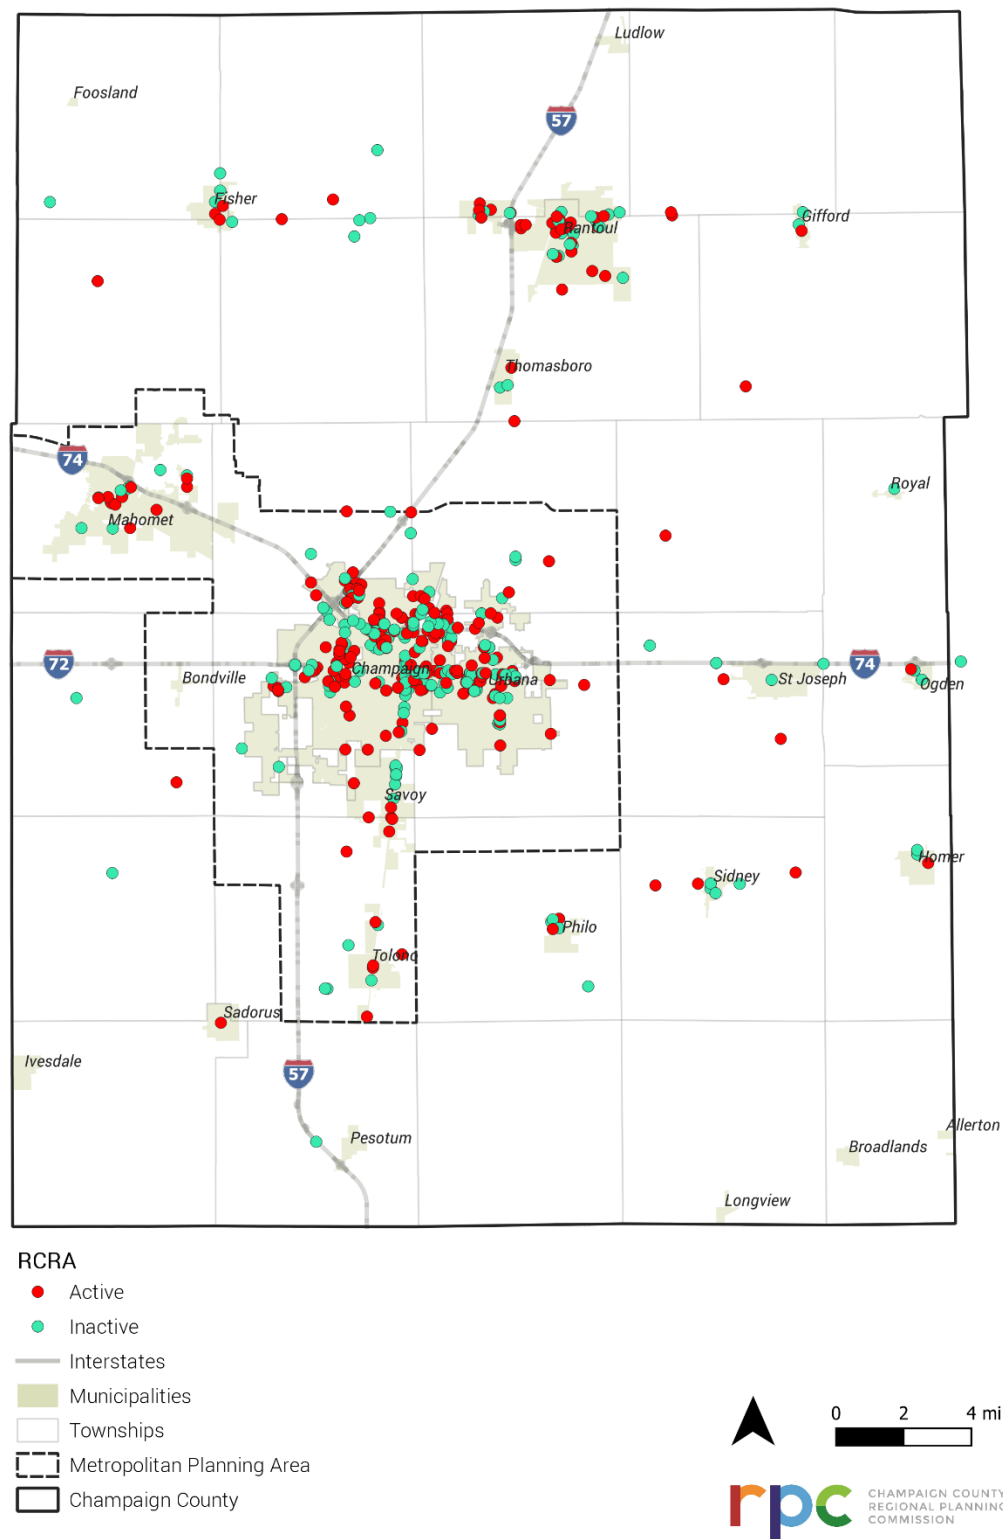 Ludlow
Foosland
57
Fisher
Gifford
Rantoul
Thomasboro
74
Royal
Mahomet
72
Bondville
Champaign
Urbana
St Joseph
74
Ogden
Savoy
Homer
Sidney
Philo
Tolono
Sadorus
Ivesdale
57
Pesotum
Allerton
Broadlands
Longview
RCRA
Active
Inactive
Interstates
Municipalities
Townships
Metropolitan Planning Area
Champaign County
0 2 4 mi
rpc
CHAMPAIGN COUNTY
REGIONAL PLANNING
COMMISSION